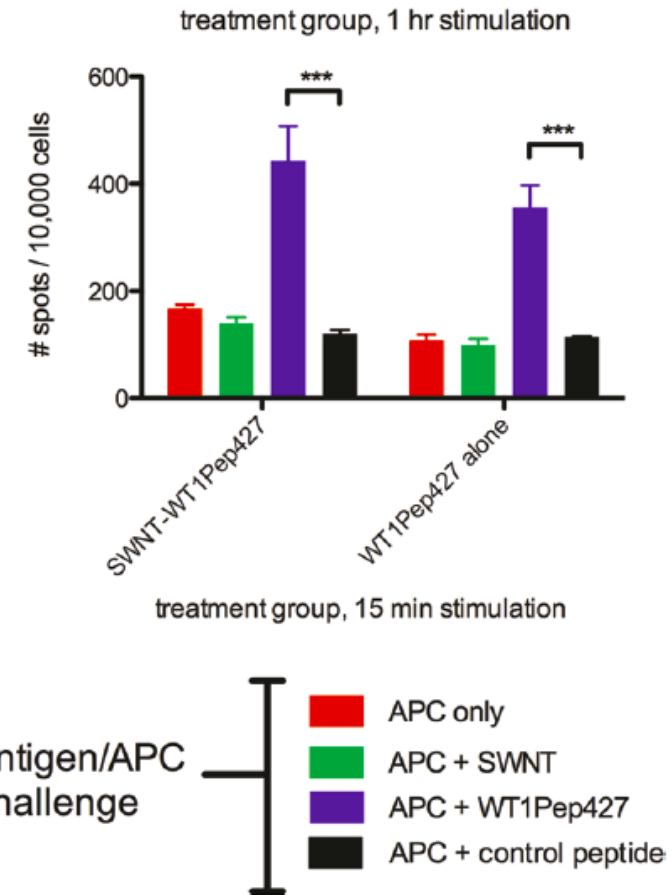 treatment group, 1 hr stimulation
# spots / 10,000 cells
600
400
200
0
***
***
SWNT-WT1Pep427
WT1Pep427 alone
treatment group, 15 min stimulation
ntigen/APC
hallenge
APC only
APC + SWNT
APC + WT1Pep427
APC + control peptide